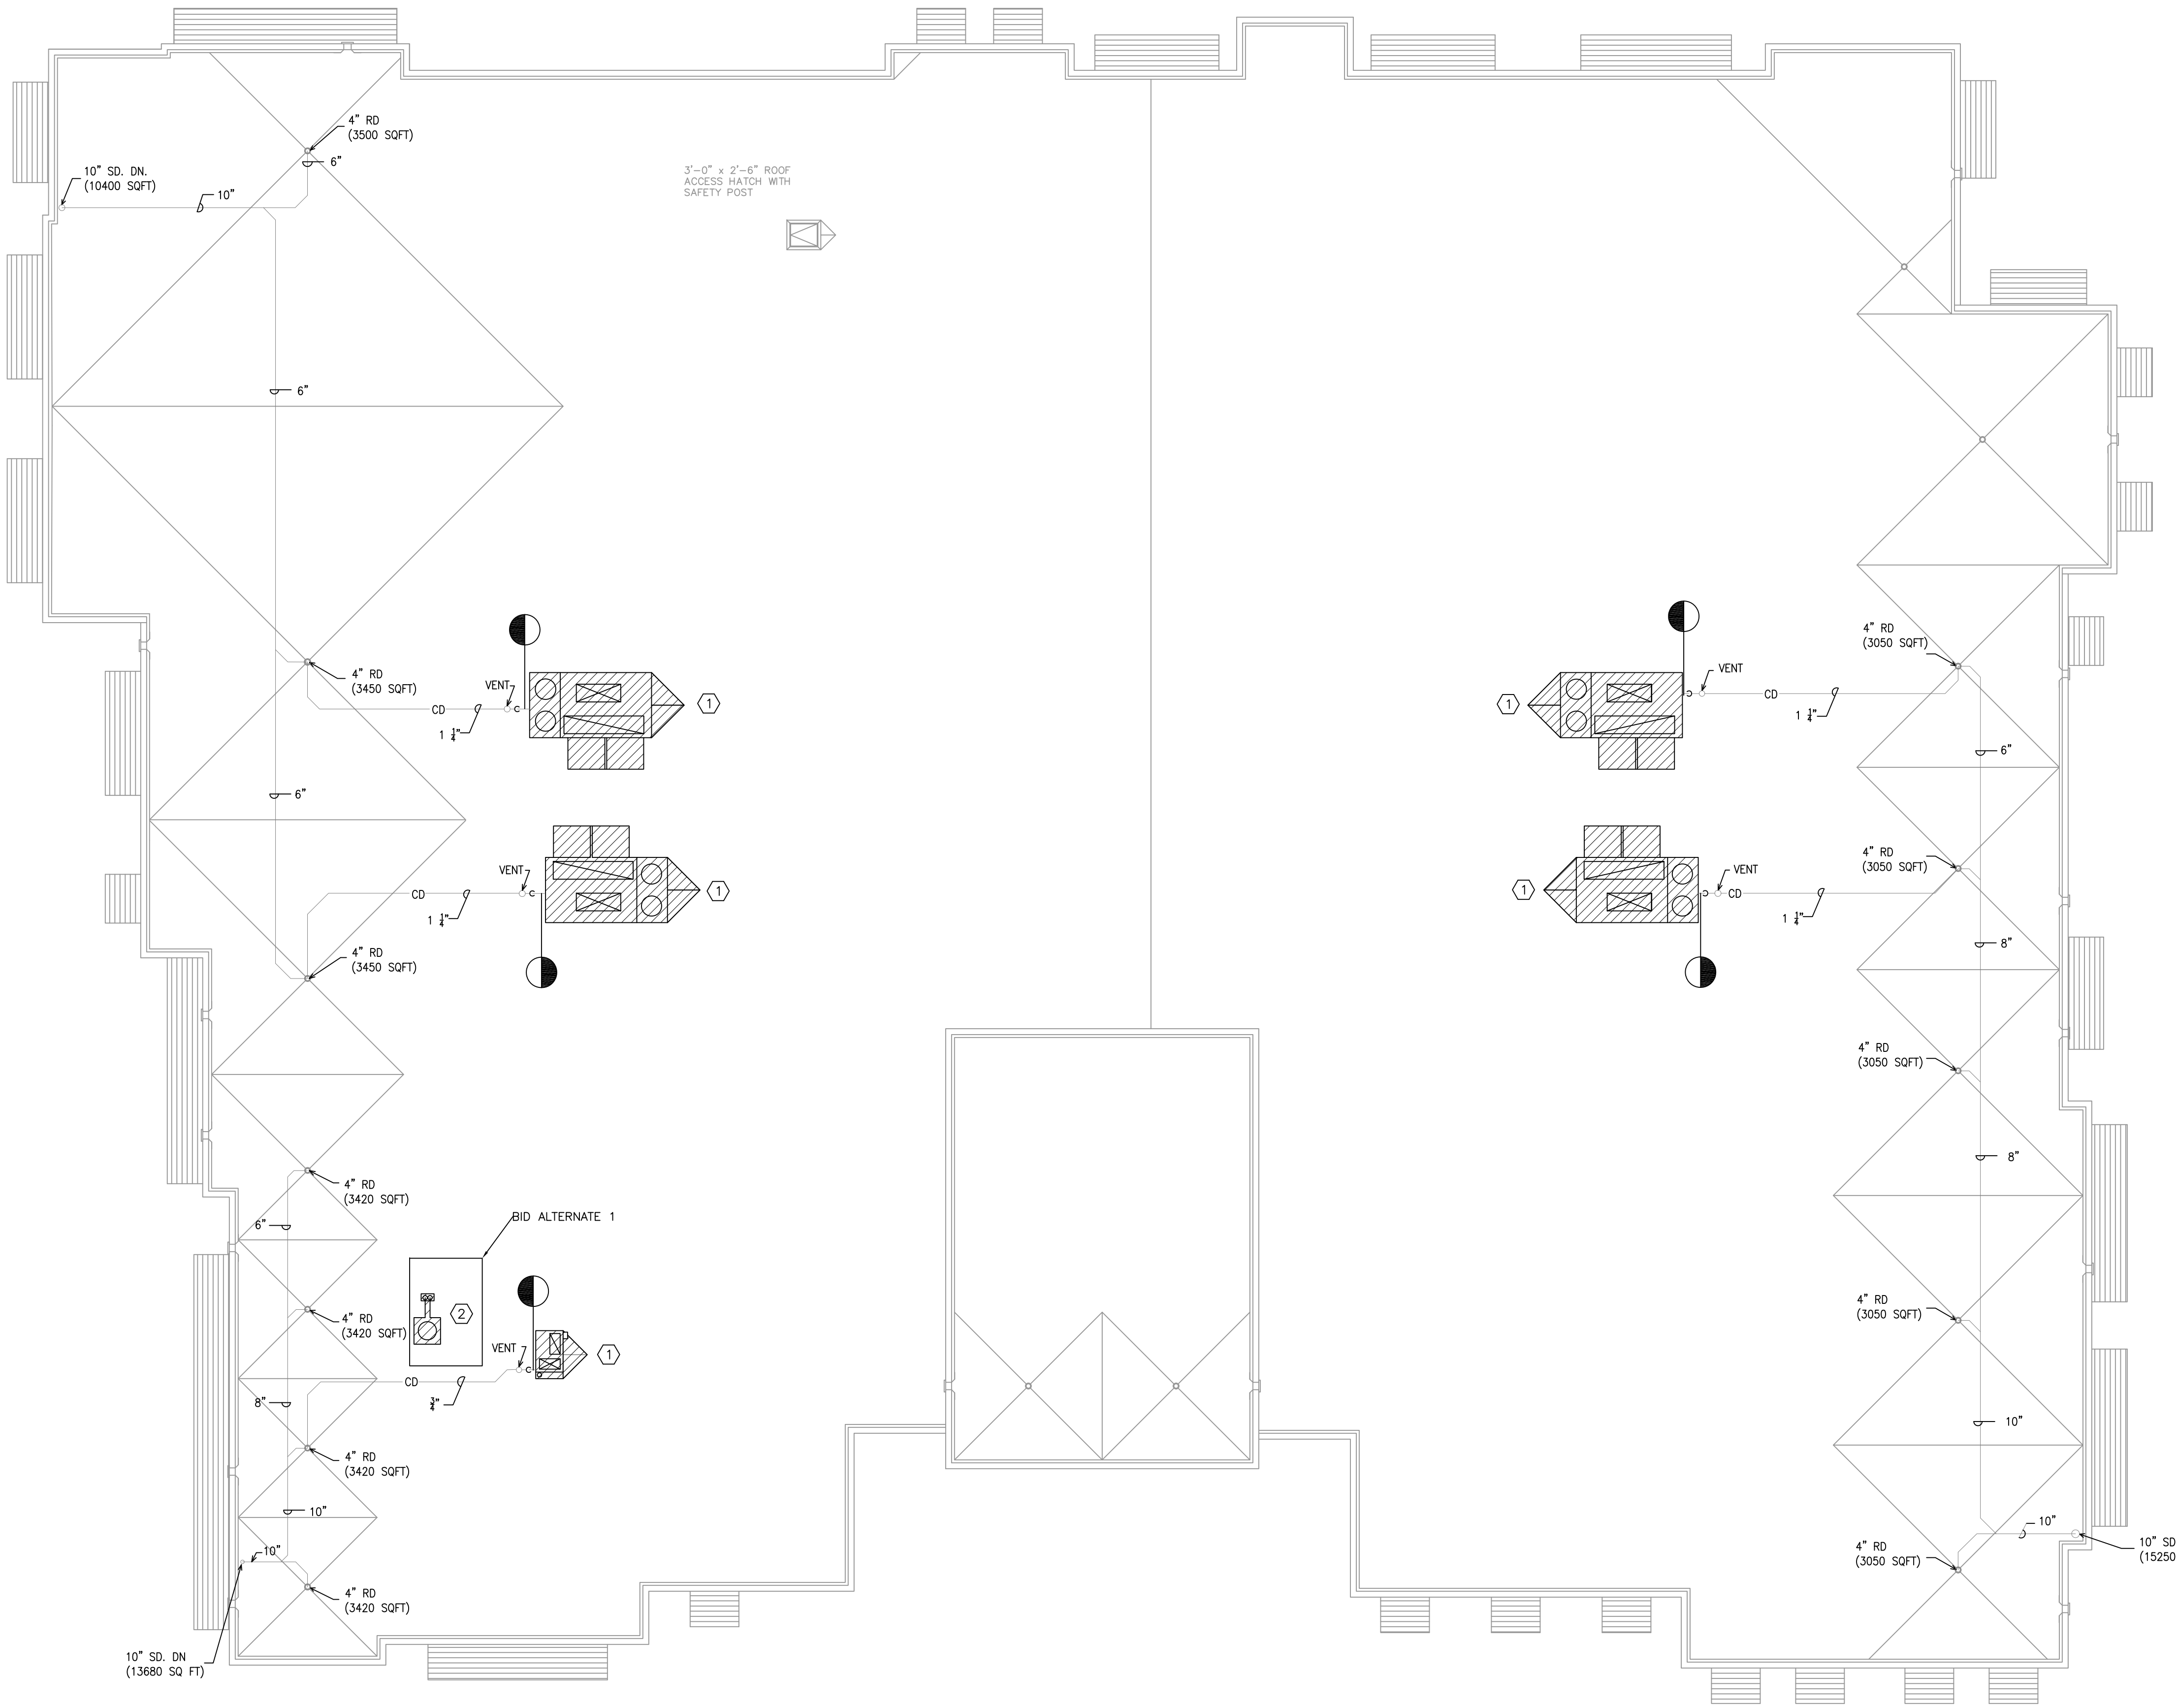 4" RD
(3500 SQFT)
6"
10" SD. DN.
(10400 SQFT)
10"
3'-0" x 2'-6" ROOF
ACCESS HATCH WITH
SAFETY POST
6"
4" RD
(3450 SQFT)
VENT
C
CD
1 1/4"
1
6"
VENT
C
CD
1 1/4"
1
4" RD
(3450 SQFT)
4" RD
(3420 SQFT)
6"
BID ALTERNATE 1
2
4" RD
(3420 SQFT)
VENT
C
1
CD
3/4"
8"
4" RD
(3420 SQFT)
10"
10"
4" RD
(3420 SQFT)
10" SD. DN
(13680 SQ FT)
4" RD
(3050 SQFT)
VENT
C
CD
1 1/4"
1
6"
4" RD
(3050 SQFT)
VENT
C
CD
1 1/4"
1
8"
4" RD
(3050 SQFT)
8"
4" RD
(3050 SQFT)
10"
10"
4" RD
(3050 SQFT)
10" SD
(15250